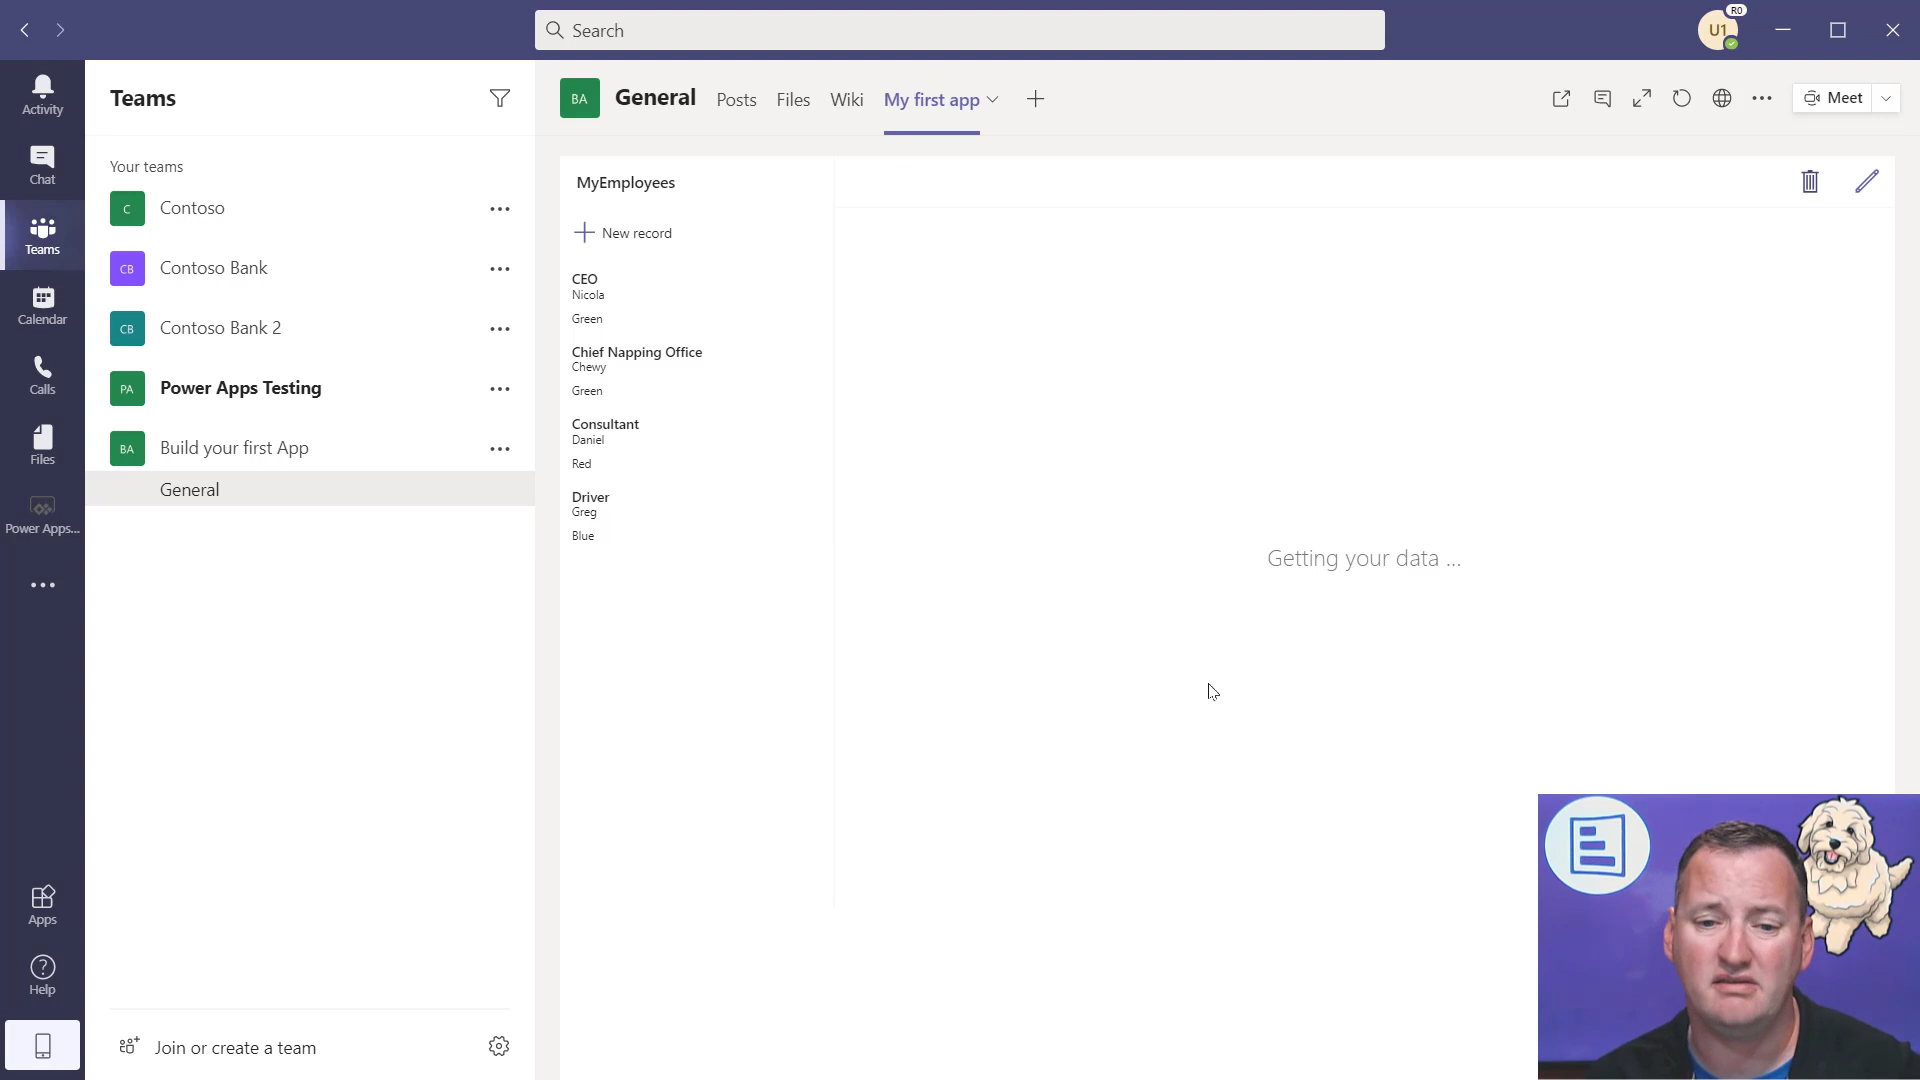 Search
U1
R0
Activity
Chat
Teams
Calendar
Calls
Files
Power Apps...
Apps
Help
Teams
Your teams
C Contoso
CB Contoso Bank
CB Contoso Bank 2
PA Power Apps Testing
BA Build your first App
General
Join or create a team
BA General Posts Files Wiki My first app
Meet
MyEmployees
New record
CEO
Nicola
Green
Chief Napping Office
Chewy
Green
Consultant
Daniel
Red
Driver
Greg
Blue
Getting your data ...